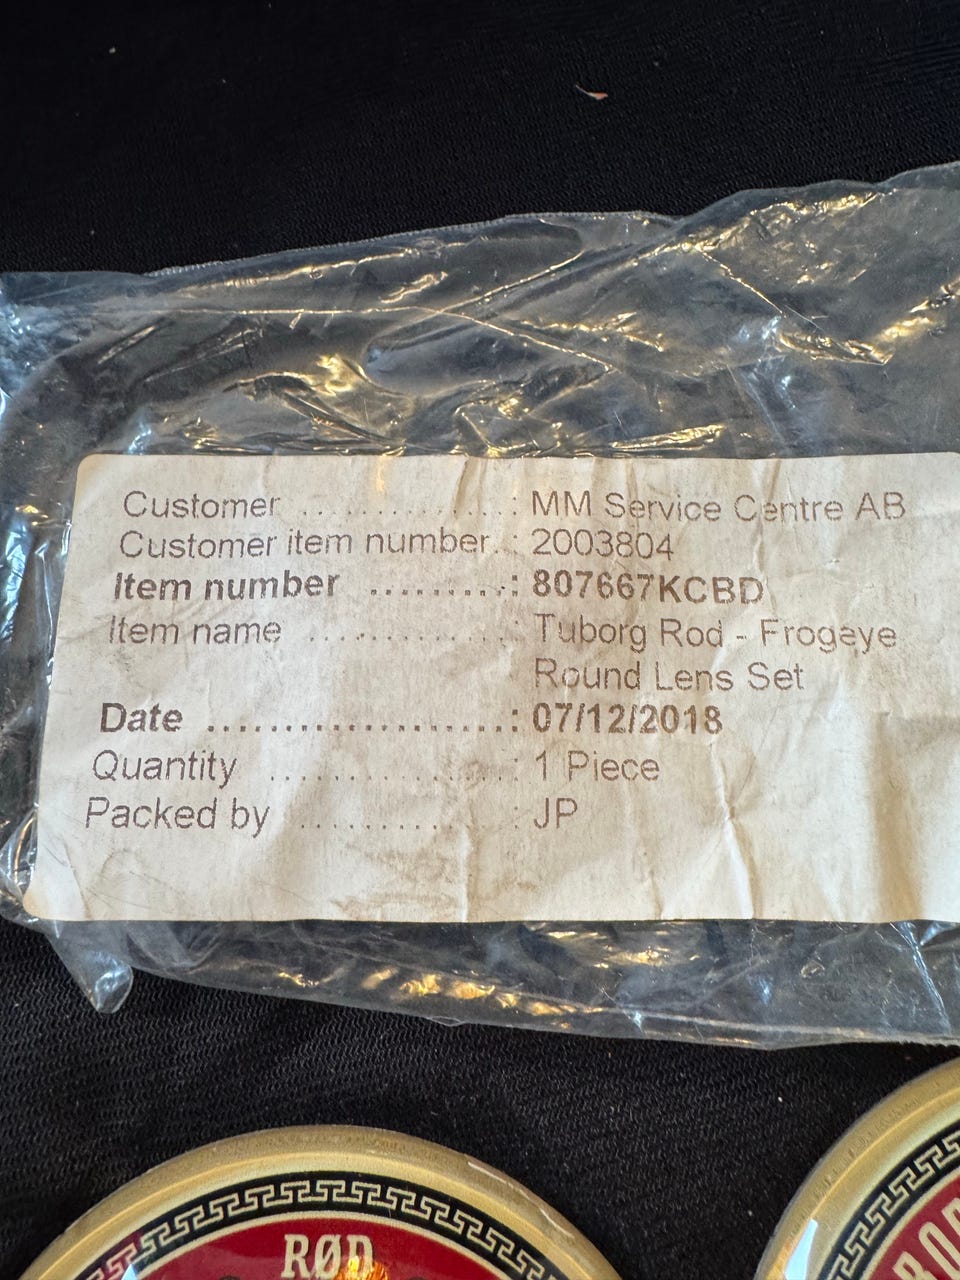 Customer ..............: MM Service Centre AB
Customer item number..: 2003804
Item number ..........: 807667KCBD
Item name ..............: Tuborg Rod - Frogeye
Round Lens Set
Date ....................: 07/12/2018
Quantity ................: 1 Piece
Packed by ..............: JP
RØD